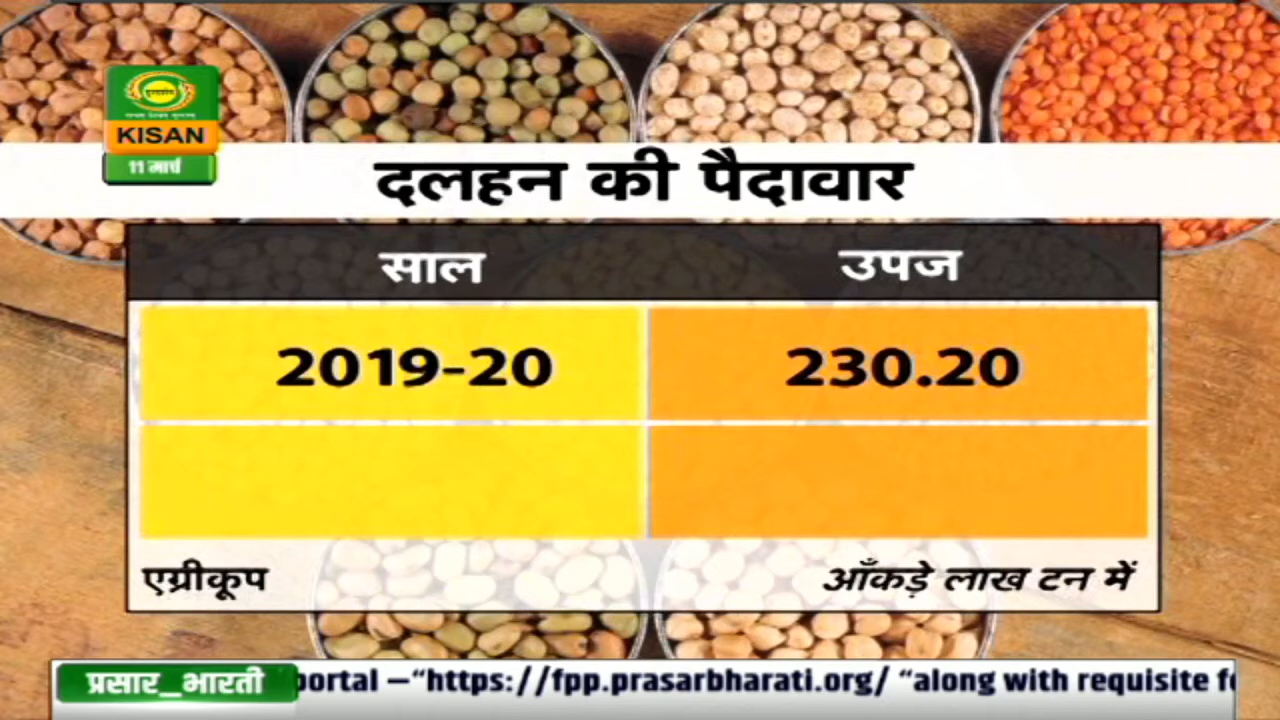 KISAN
11 मार्च
दलहन की पैदावार
साल उपज
2019-20 230.20
एग्रीकूप आँकड़े लाख टन में
प्रसार_भारती portal –“https://fpp.prasarbharati.org/ “along with requisite